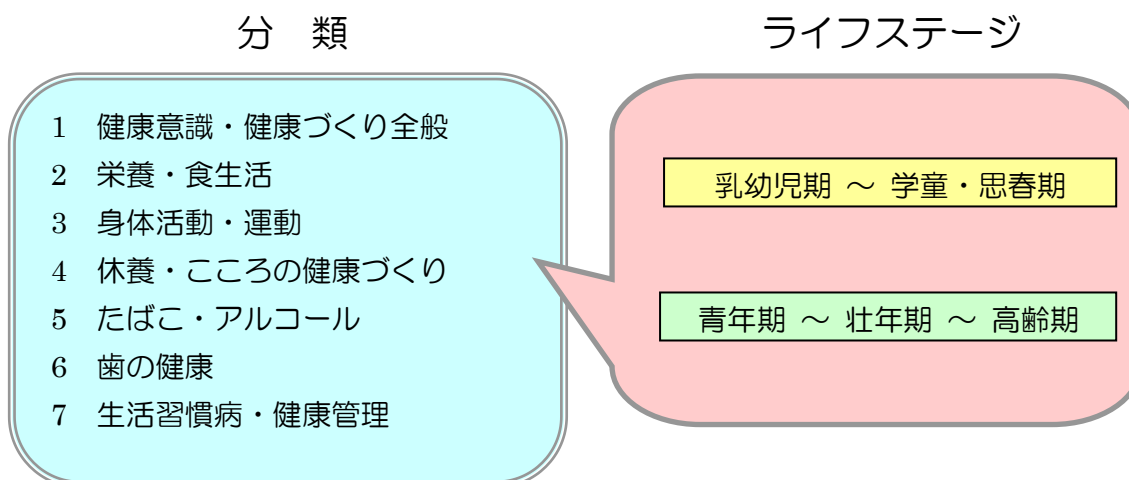 分　類
1　健康意識・健康づくり全般
2　栄養・食生活
3　身体活動・運動
4　休養・こころの健康づくり
5　たばこ・アルコール
6　歯の健康
7　生活習慣病・健康管理
ライフステージ
乳幼児期 ～ 学童・思春期
青年期 ～ 壮年期 ～ 高齢期